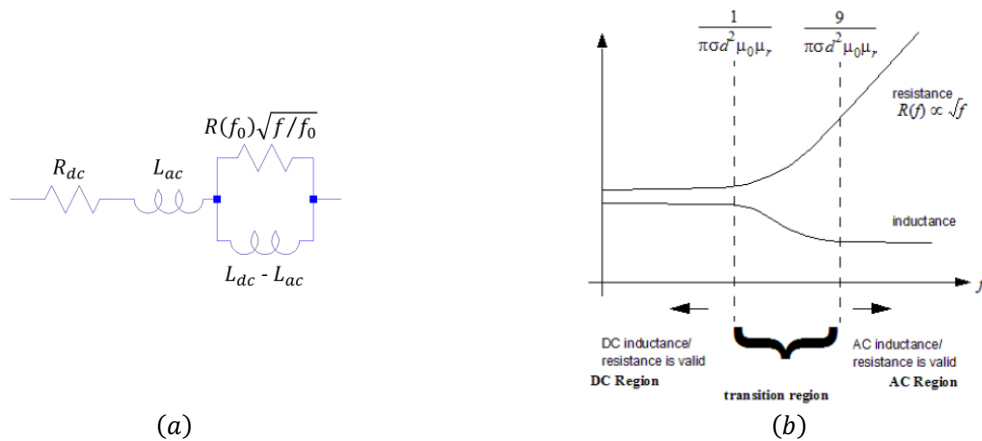 R(f₀)√f/f₀
R_dc
L_ac
L_dc - L_ac
(a)
1
πσd²μ₀μᵣ
9
πσd²μ₀μᵣ
resistance
R(f) ∝ √f
inductance
f
DC inductance/
resistance is valid
DC Region
transition region
AC inductance/
resistance is valid
AC Region
(b)